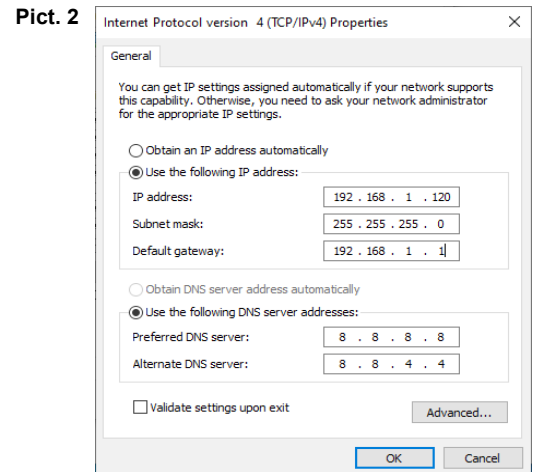 Pict. 2
Internet Protocol version 4 (TCP/IPv4) Properties
General
You can get IP settings assigned automatically if your network supports
this capability. Otherwise, you need to ask your network administrator
for the appropriate IP settings.
Obtain an IP address automatically
Use the following IP address:
IP address: 192 . 168 . 1 . 120
Subnet mask: 255 . 255 . 255 . 0
Default gateway: 192 . 168 . 1 . 1
Obtain DNS server address automatically
Use the following DNS server addresses:
Preferred DNS server: 8 . 8 . 8 . 8
Alternate DNS server: 8 . 8 . 4 . 4
Validate settings upon exit
Advanced...
OK Cancel